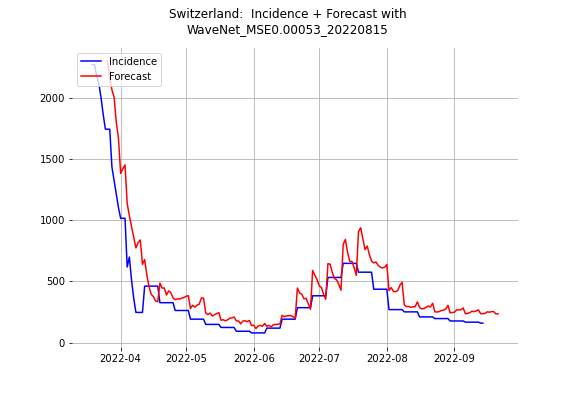 Switzerland:  Incidence + Forecast with
WaveNet_MSE0.00053_20220815
Incidence
Forecast
2000
1500
1000
500
0
2022-04
2022-05
2022-06
2022-07
2022-08
2022-09